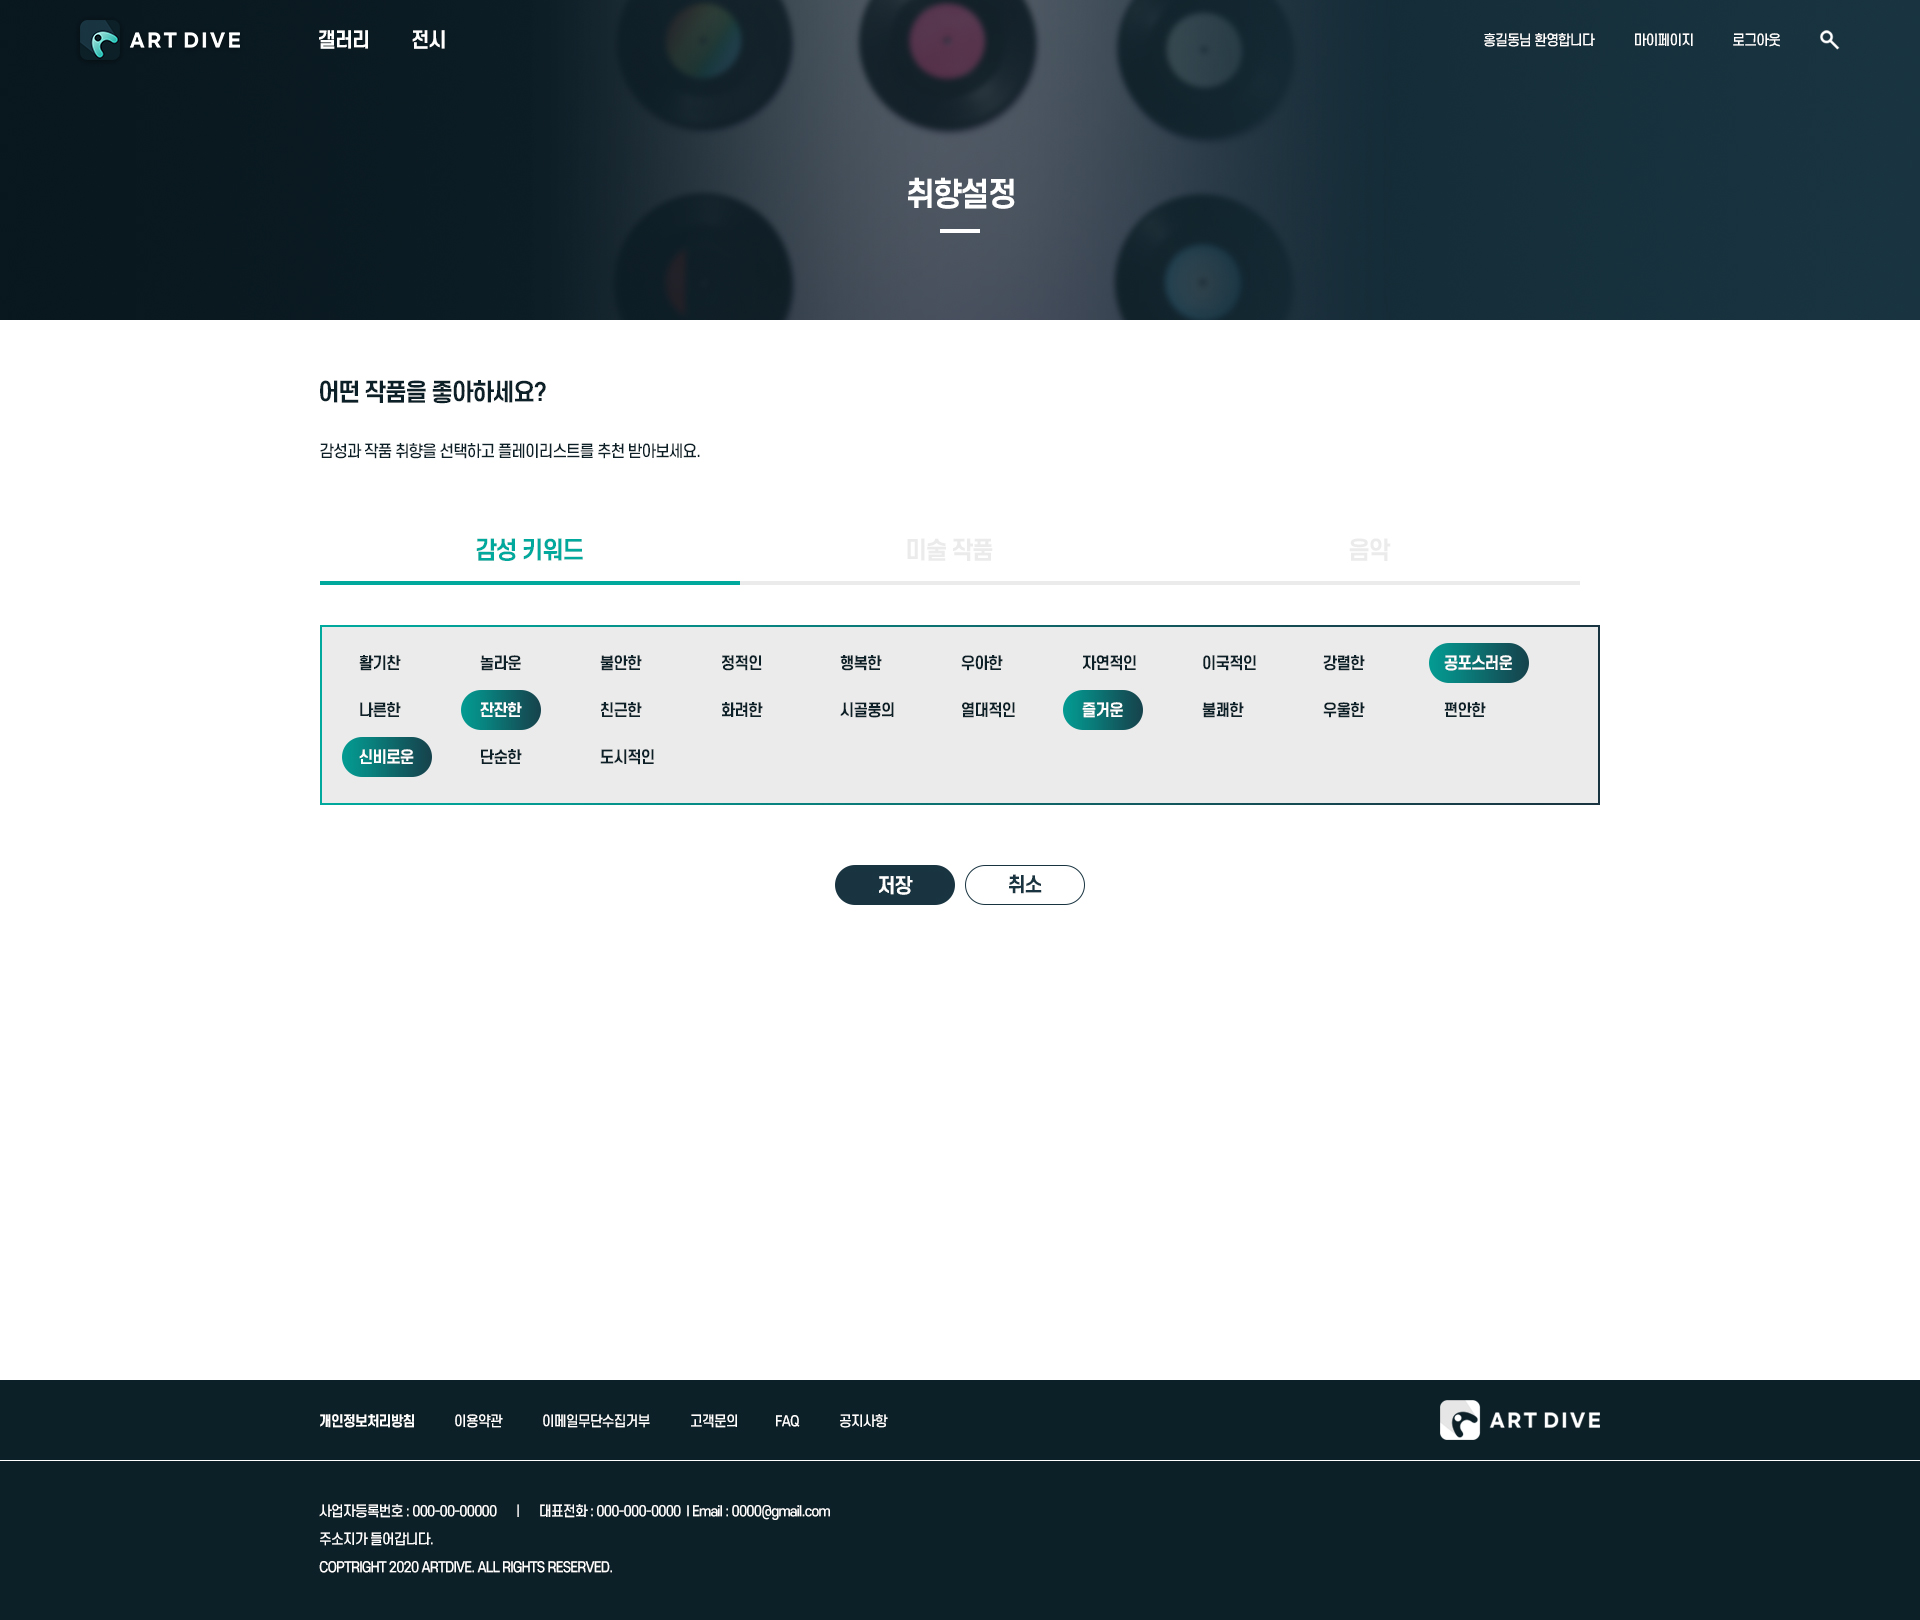 ART DIVE 갤러리 전시 홍길동님 환영합니다 마이페이지 로그아웃
취향설정
어떤 작품을 좋아하세요?
감성과 작품 취향을 선택하고 플레이리스트를 추천 받아보세요.
감성 키워드 미술 작품 음악
활기찬 놀라운 불안한 정적인 행복한 우아한 자연적인 이국적인 강렬한 공포스러운
나른한 잔잔한 친근한 화려한 시골풍의 열대적인 즐거운 불쾌한 우울한 편안한
신비로운 단순한 도시적인
저장 취소
개인정보처리방침 이용약관 이메일무단수집거부 고객문의 FAQ 공지사항 ART DIVE
사업자등록번호 : 000-00-00000 | 대표전화 : 000-000-0000 | Email : 0000@gmail.com
주소지가 들어갑니다.
COPTRIGHT 2020 ARTDIVE. ALL RIGHTS RESERVED.